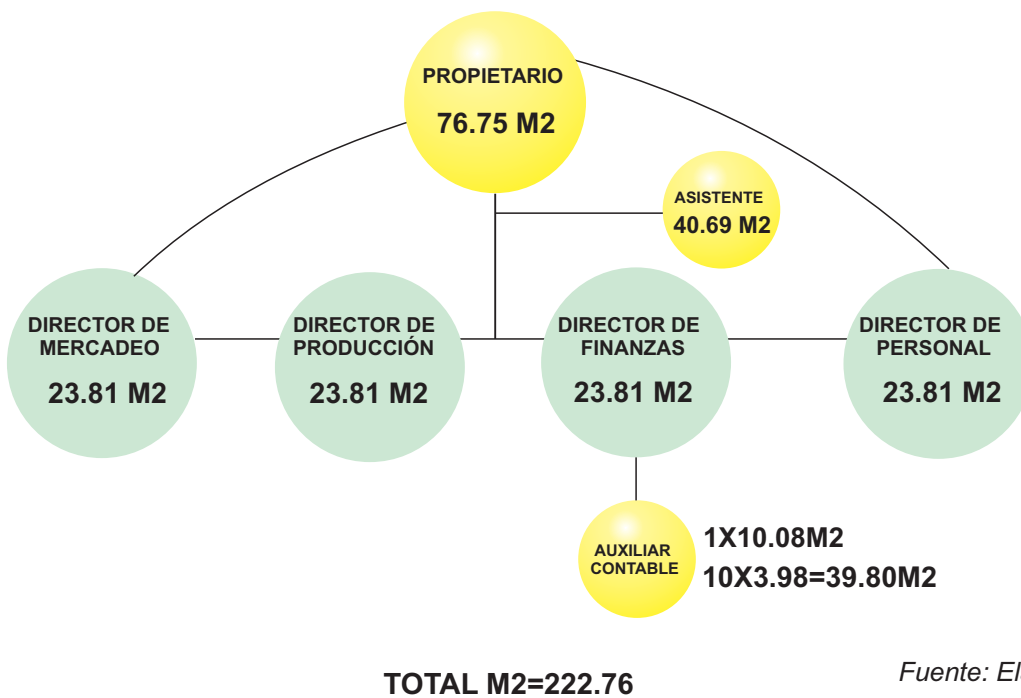 PROPIETARIO
76.75 M2
ASISTENTE
40.69 M2
DIRECTOR DE
MERCADEO
23.81 M2
DIRECTOR DE
PRODUCCIÓN
23.81 M2
DIRECTOR DE
FINANZAS
23.81 M2
DIRECTOR DE
PERSONAL
23.81 M2
AUXILIAR
CONTABLE
1X10.08M2
10X3.98=39.80M2
TOTAL M2=222.76
Fuente: